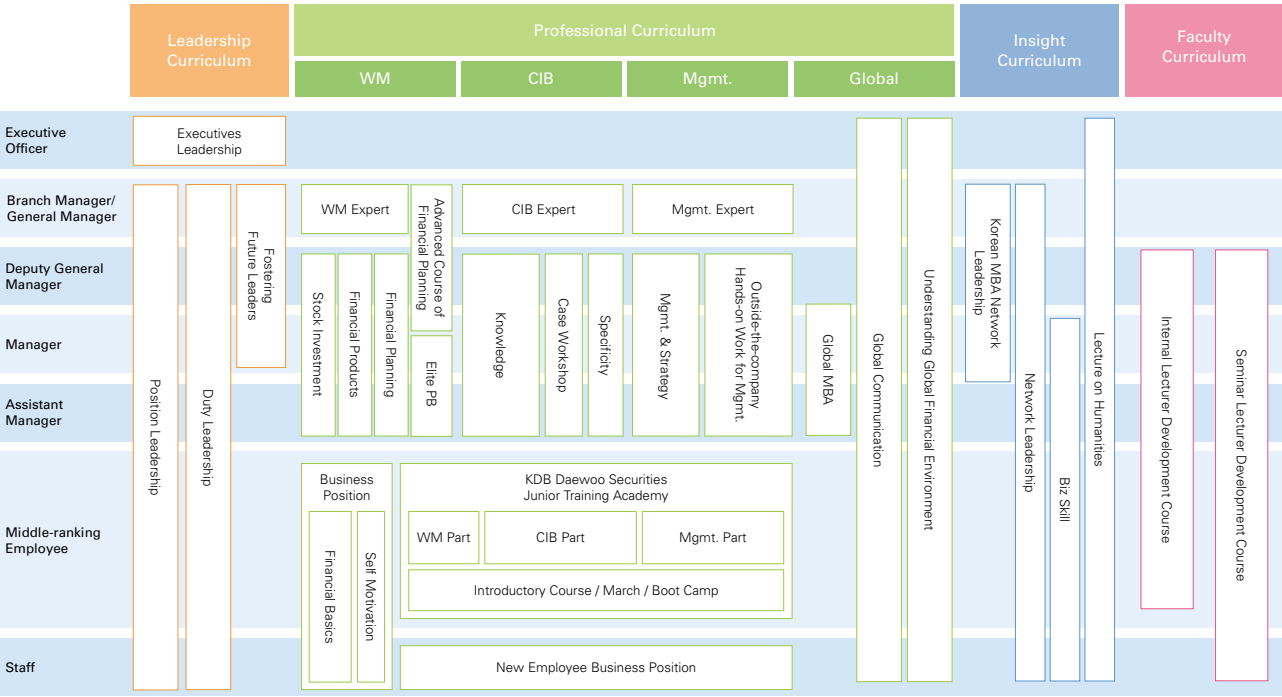 Leadership
Curriculum
Professional Curriculum
Insight
Curriculum
Faculty
Curriculum
WM
CIB
Mgmt.
Global
Executive
Officer
Executives
Leadership
Branch Manager/
General Manager
WM Expert
Advanced Course of
Financial Planning
CIB Expert
Mgmt. Expert
Fostering
Future Leaders
Korean MBA Network
Leadership
Deputy General
Manager
Stock Investment
Financial Products
Financial Planning
Knowledge
Case Workshop
Specificity
Mgmt. & Strategy
Outside-the-company
Hands-on Work for Mgmt.
Manager
Elite PB
Global MBA
Global Communication
Understanding Global Financial Environment
Lecture on Humanities
Internal Lecturer Development Course
Seminar Lecturer Development Course
Assistant
Manager
Position Leadership
Duty Leadership
Network Leadership
Biz Skill
Middle-ranking
Employee
Business
Position
Financial Basics
Self Motivation
KDB Daewoo Securities
Junior Training Academy
WM Part
CIB Part
Mgmt. Part
Introductory Course / March / Boot Camp
Staff
New Employee Business Position